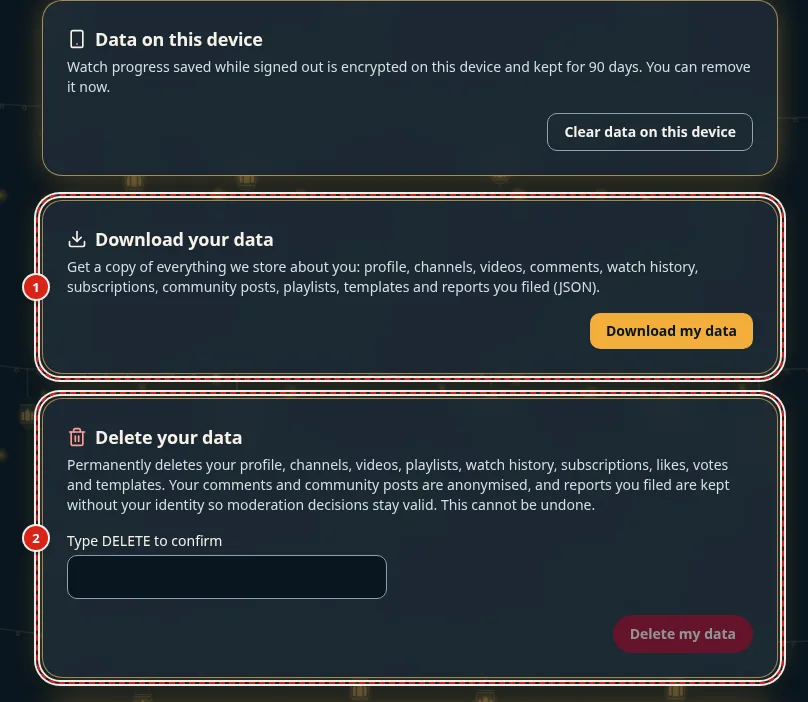 Data on this device
Watch progress saved while signed out is encrypted on this device and kept for 90 days. You can remove
it now.
Clear data on this device
Download your data
Get a copy of everything we store about you: profile, channels, videos, comments, watch history,
1
subscriptions, community posts, playlists, templates and reports you filed (JSON).
Download my data
Delete your data
Permanently deletes your profile, channels, videos, playlists, watch history, subscriptions, likes, votes
and templates. Your comments and community posts are anonymised, and reports you filed are kept
without your identity so moderation decisions stay valid. This cannot be undone.
2
Type DELETE to confirm
Delete my data